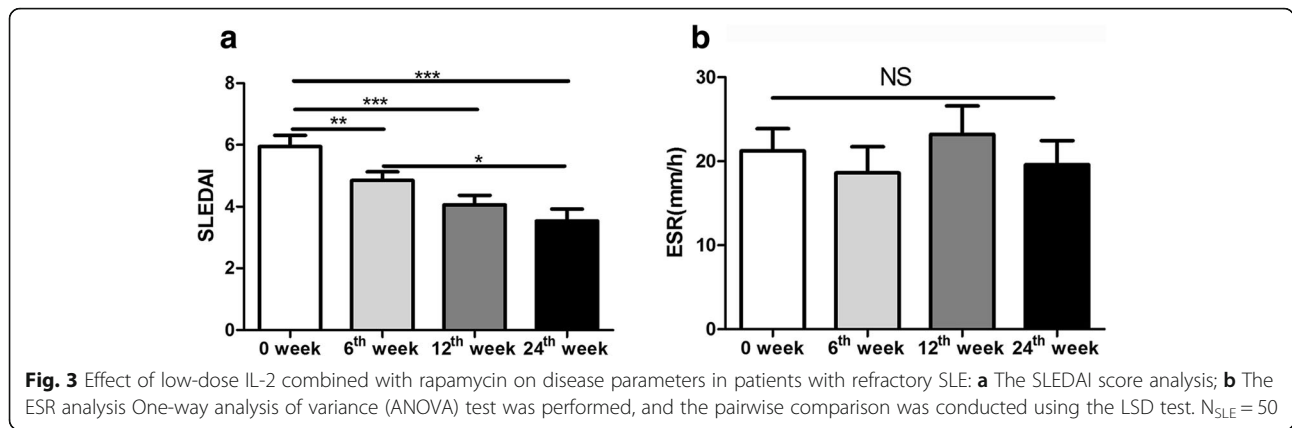 a
b
***
***
**
*
NS
8
6
4
2
0
SLEDAI
30
20
10
0
ESR(mm/h)
0 week 6th week 12th week 24th week
0 week 6th week 12th week 24th week
Fig. 3 Effect of low-dose IL-2 combined with rapamycin on disease parameters in patients with refractory SLE: a The SLEDAI score analysis; b The
ESR analysis One-way analysis of variance (ANOVA) test was performed, and the pairwise comparison was conducted using the LSD test. NSLE = 50